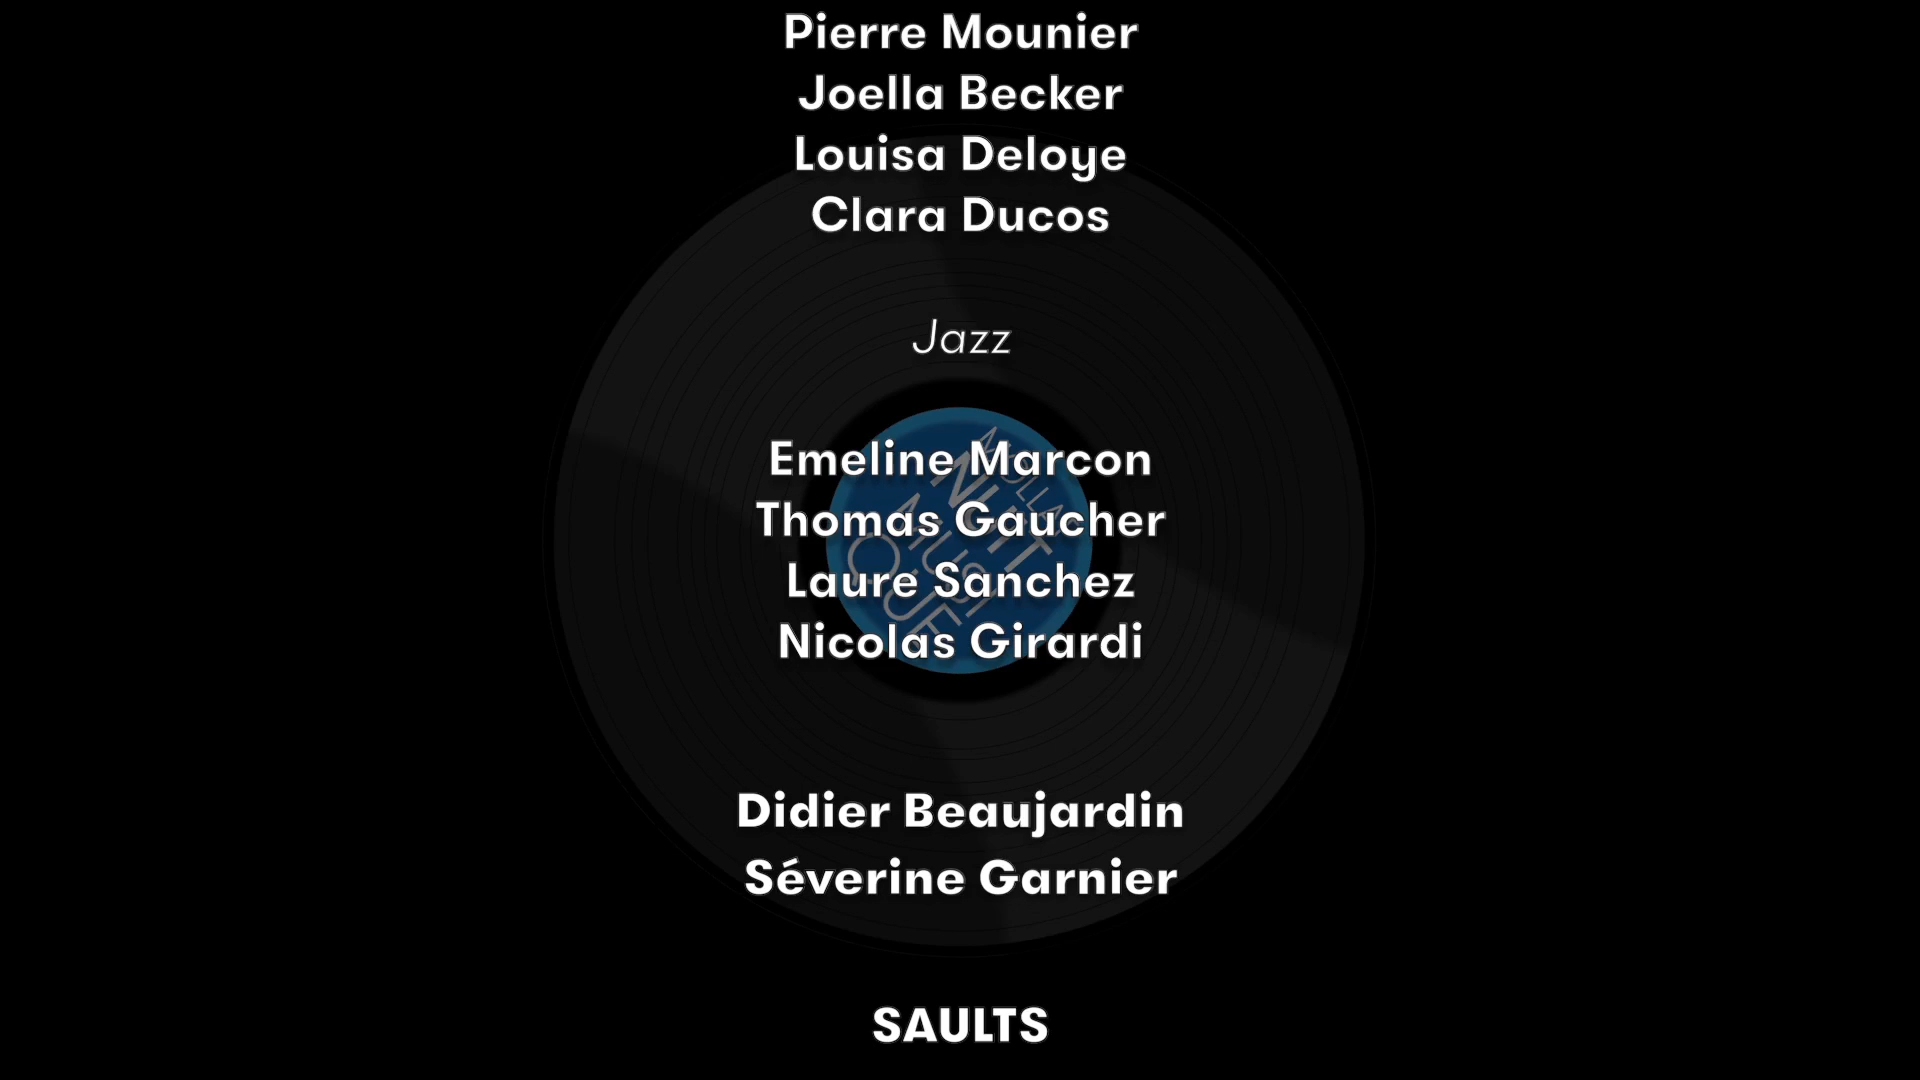 Pierre Mounier
Joella Becker
Louisa Deloye
Clara Ducos
Jazz
Emeline Marcon
Thomas Gaucher
Laure Sanchez
Nicolas Girardi
Didier Beaujardin
Séverine Garnier
SAULTS
NUIT